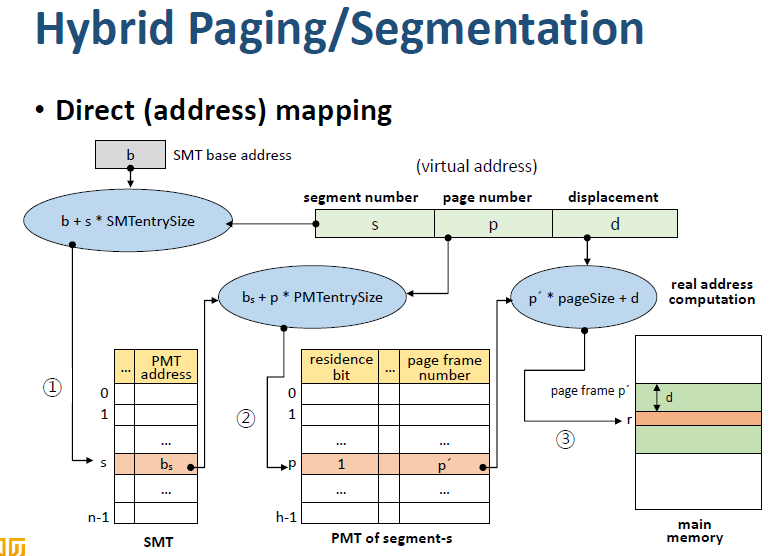 Hybrid Paging/Segmentation
• Direct (address) mapping
b
SMT base address
(virtual address)
segment number page number displacement
s p d
b + s * SMTentrySize
bs + p * PMTentrySize
p´ * pageSize + d
real address
computation
... PMT
address
residence
bit
...
page frame
number
①
②
③
0
1
...
s bs
...
n-1
SMT
0
1
... ...
p 1 p´
... ...
h-1
PMT of segment-s
page frame p´
d
r
main
memory